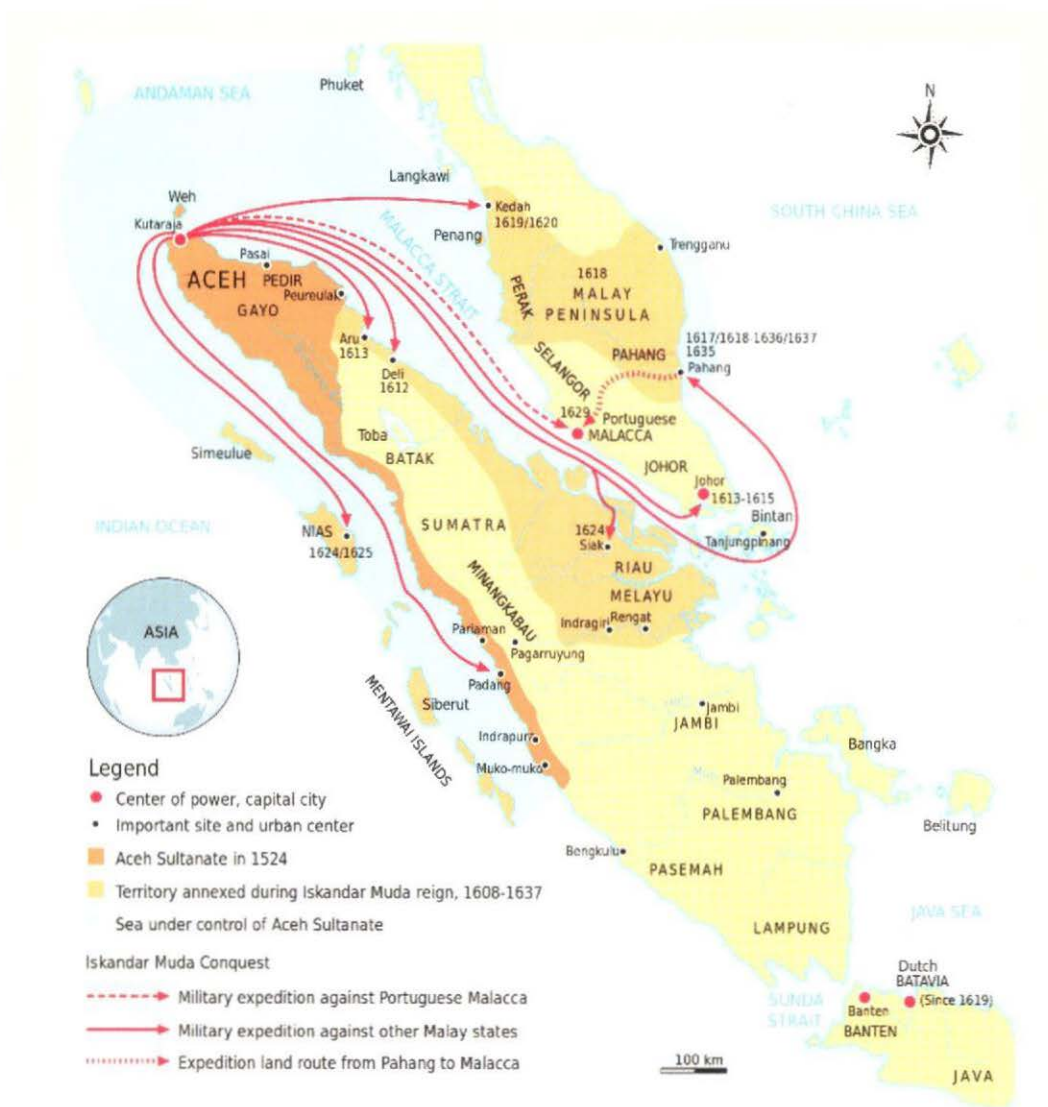 Phuket
ANDAMAN SEA
N
Langkawi
Weh
Kutaraja
Kedah
1619/1620
SOUTH CHINA SEA
Penang
MALACCA STRAIT
Trengganu
Pasai
ACEH
PEDIR
Peureulak
GAYO
PERAK
1618
MALAY
PENINSULA
Aru
1613
Deli
1612
SELANGOR
PAHANG
1617/1618-1636/1637
1635
Pahang
1629
Portuguese
MALACCA
Toba
BATAK
Simeulue
JOHOR
Johor
1613-1615
Bintan
Tanjungpinang
INDIAN OCEAN
NIAS
1624/1625
SUMATRA
1624
Siak
RIAU
MELAYU
Indragiri
Rengat
MINANGKABAU
Pariaman
Pagarruyung
Padang
ASIA
Siberut
MENTAWAI ISLANDS
Jambi
JAMBI
Indrapura
Muko-muko
Bangka
Palembang
PALEMBANG
Belitung
Bengkulu
PASEMAH
LAMPUNG
JAVA SEA
SUNDA
STRAIT
Dutch
BATAVIA
(Since 1619)
Banten
BANTEN
JAVA
Legend
Center of power, capital city
Important site and urban center
Aceh Sultanate in 1524
Territory annexed during Iskandar Muda reign, 1608-1637
Sea under control of Aceh Sultanate
Iskandar Muda Conquest
Military expedition against Portuguese Malacca
Military expedition against other Malay states
Expedition land route from Pahang to Malacca
100 km